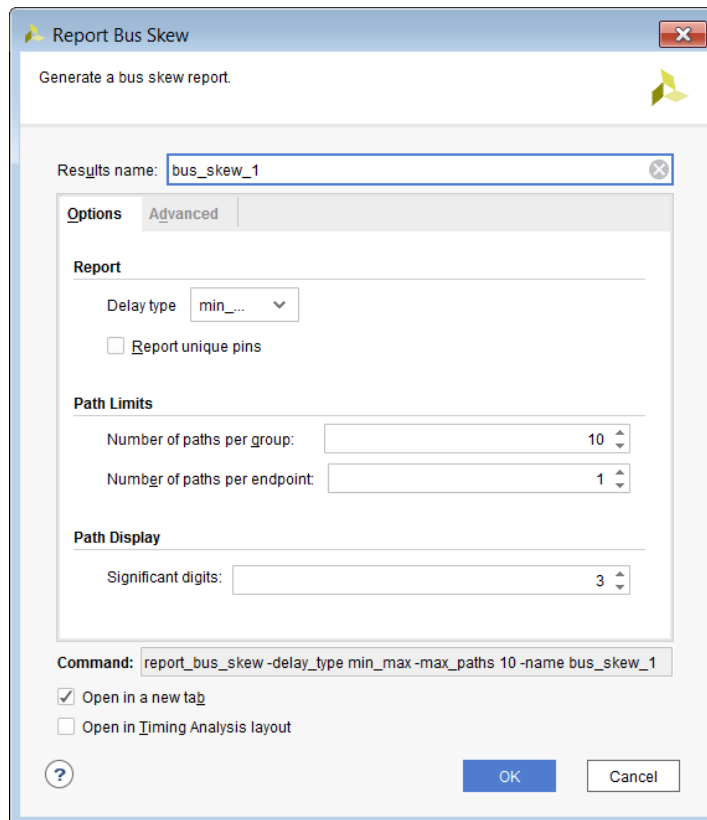 Report Bus Skew
Generate a bus skew report.
Results name: bus_skew_1
Options Advanced
Report
Delay type min_...
Report unique pins
Path Limits
Number of paths per group: 10
Number of paths per endpoint: 1
Path Display
Significant digits: 3
Command: report_bus_skew -delay_type min_max -max_paths 10 -name bus_skew_1
Open in a new tab
Open in Timing Analysis layout
? OK Cancel